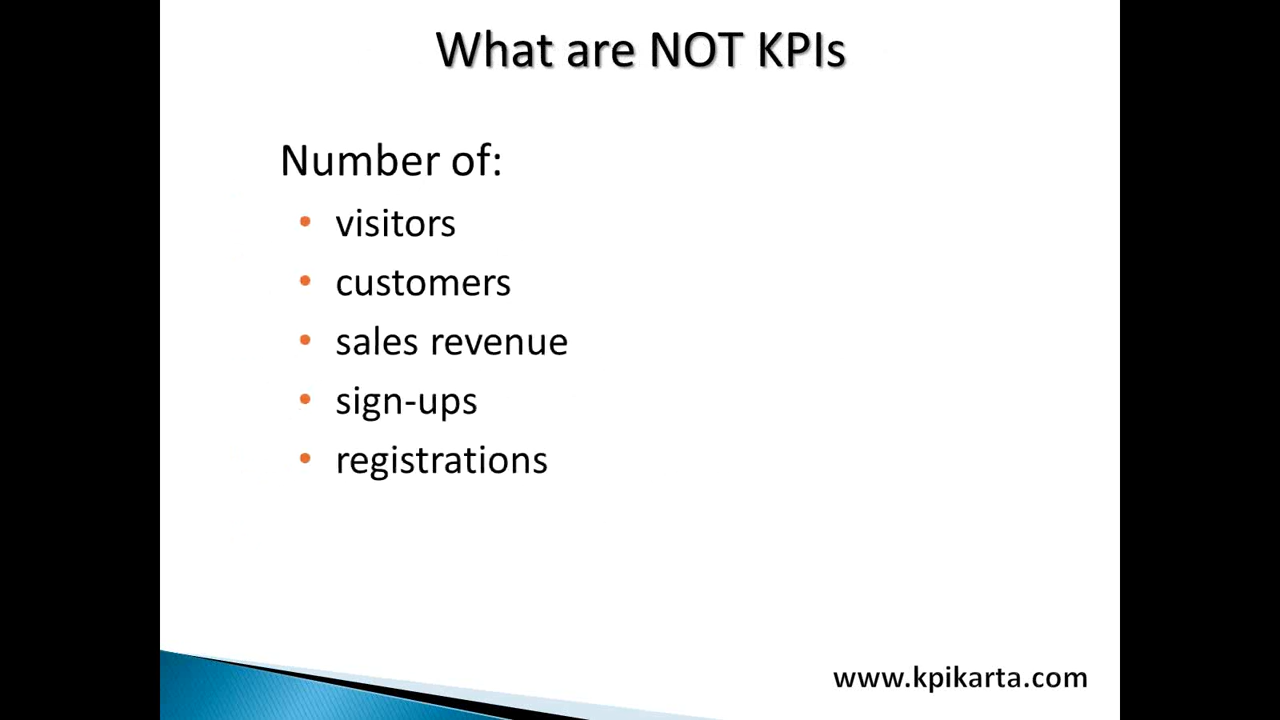 What are NOT KPIs
Number of:
• visitors
• customers
• sales revenue
• sign-ups
• registrations
www.kpikarta.com